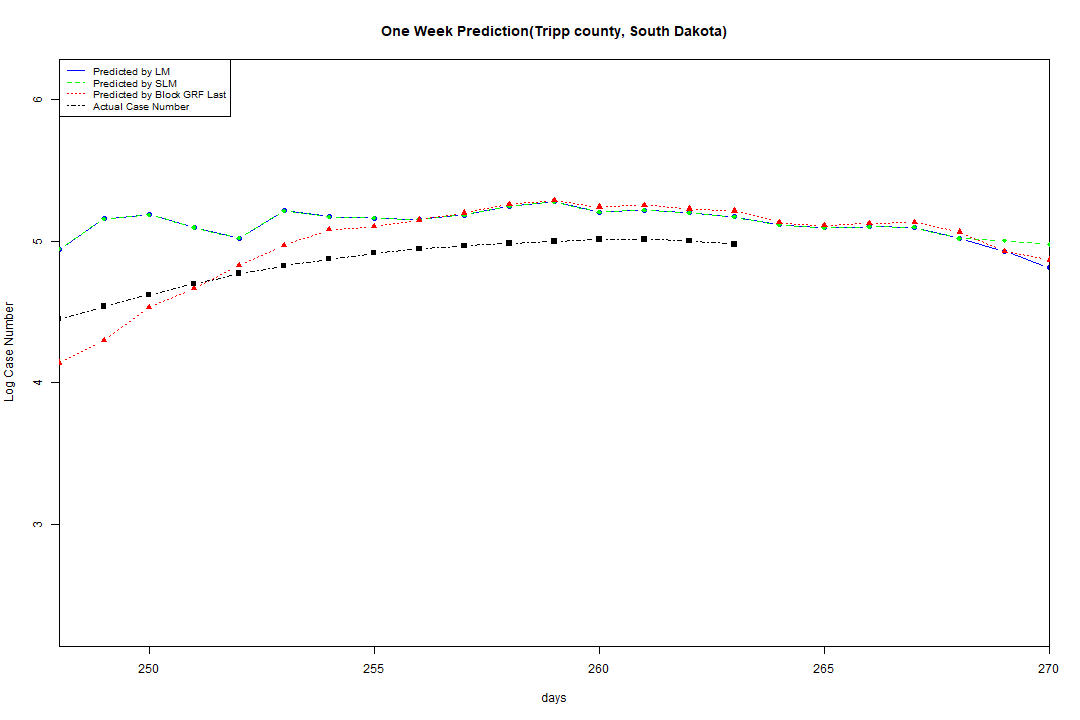 One Week Prediction(Tripp county, South Dakota)
Predicted by LM
Predicted by SLM
Predicted by Block GRF Last
Actual Case Number
6
5
4
3
Log Case Number
250
255
260
265
270
days